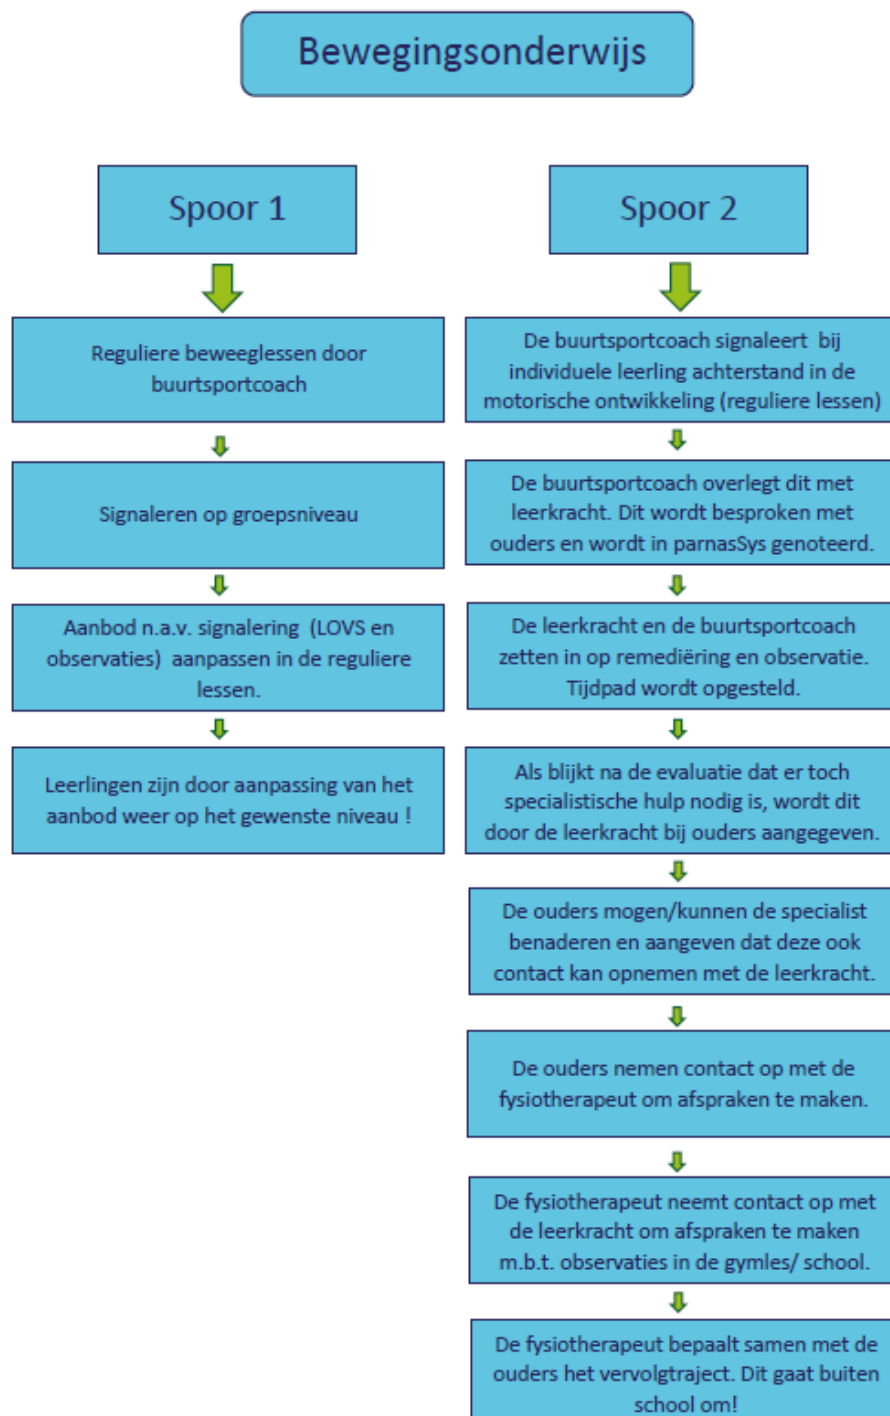 Bewegingsonderwijs
Spoor 1
Reguliere beweeglessen door
buurtsportcoach
Signaleren op groepsniveau
Aanbod n.a.v. signalering (LOVS en
observaties) aanpassen in de reguliere
lessen.
Leerlingen zijn door aanpassing van het
aanbod weer op het gewenste niveau !
Spoor 2
De buurtsportcoach signaleert bij
individuele leerling achterstand in de
motorische ontwikkeling (reguliere lessen)
De buurtsportcoach overlegt dit met
leerkracht. Dit wordt besproken met
ouders en wordt in parnasSys genoteerd.
De leerkracht en de buurtsportcoach
zetten in op remediëring en observatie.
Tijdpad wordt opgesteld.
Als blijkt na de evaluatie dat er toch
specialistische hulp nodig is, wordt dit
door de leerkracht bij ouders aangegeven.
De ouders mogen/kunnen de specialist
benaderen en aangeven dat deze ook
contact kan opnemen met de leerkracht.
De ouders nemen contact op met de
fysiotherapeut om afspraken te maken.
De fysiotherapeut neemt contact op met
de leerkracht om afspraken te maken
m.b.t. observaties in de gymles/ school.
De fysiotherapeut bepaalt samen met de
ouders het vervolgtraject. Dit gaat buiten
school om!